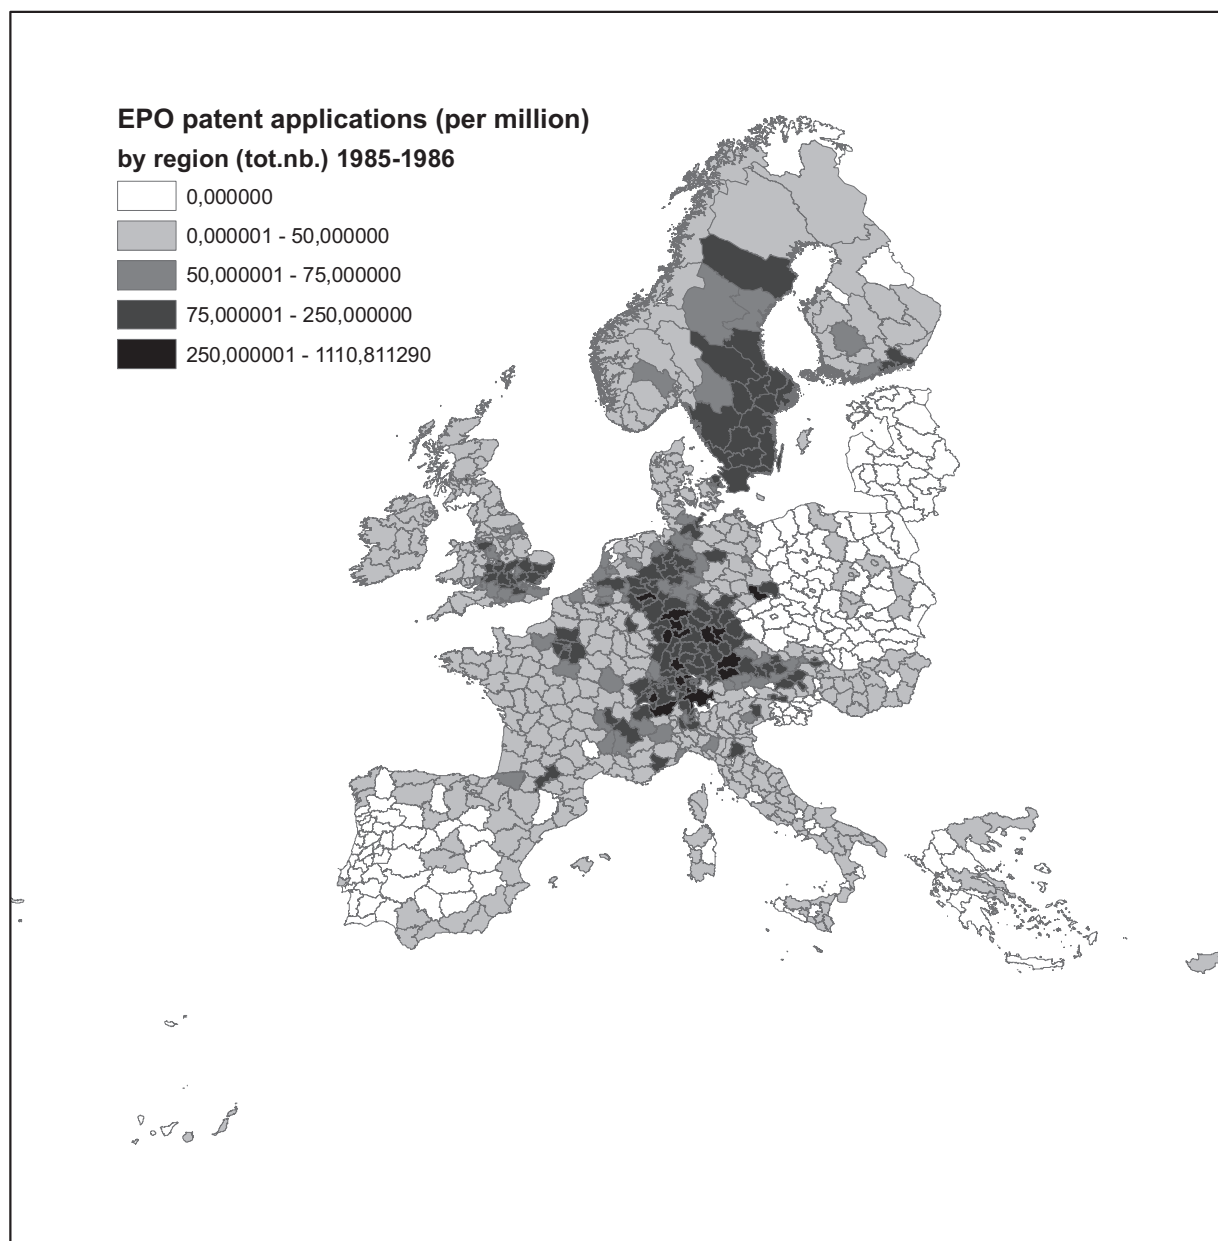 EPO patent applications (per million)
by region (tot.nb.) 1985-1986
0,000000
0,000001 - 50,000000
50,000001 - 75,000000
75,000001 - 250,000000
250,000001 - 1110,811290